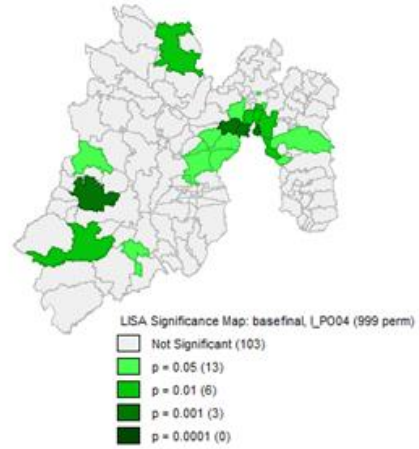 LISA Significance Map: basefinal, I_PO04 (999 perm)
Not Significant (103)
p = 0.05 (13)
p = 0.01 (6)
p = 0.001 (3)
p = 0.0001 (0)